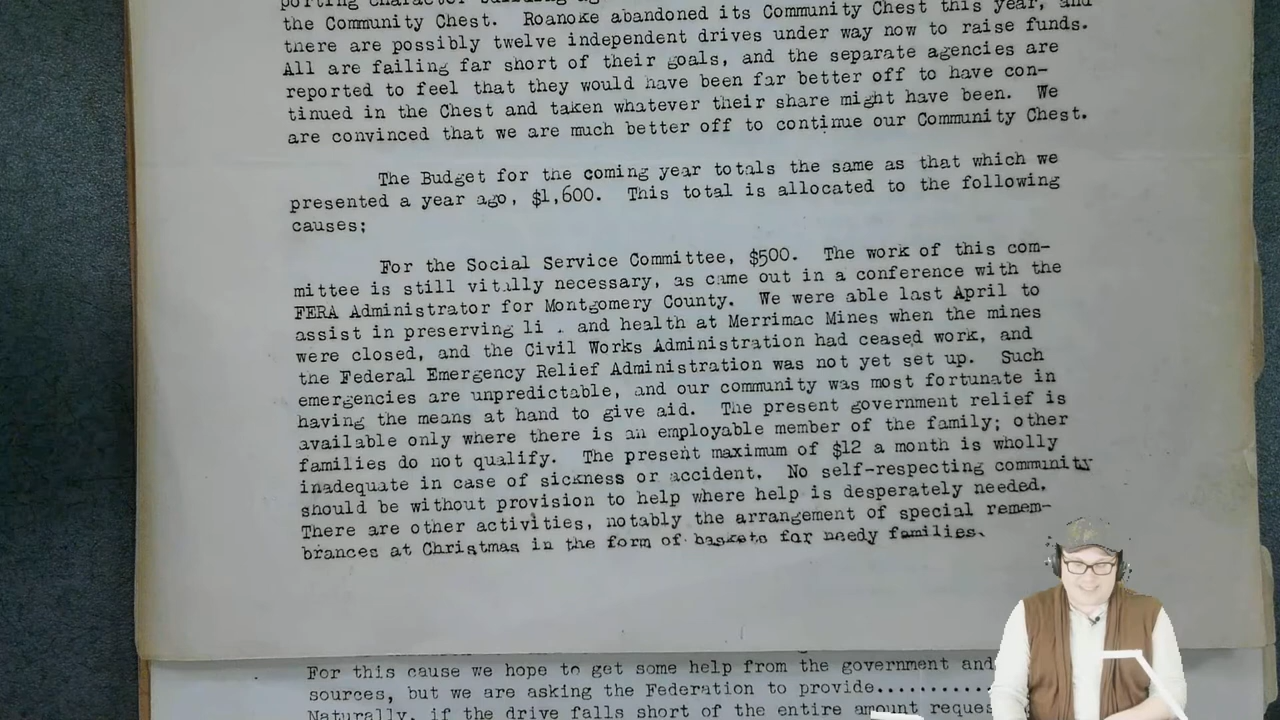 porting character building
the Community Chest. Roanoke abandoned its Community Chest this year, and
there are possibly twelve independent drives under way now to raise funds.
All are failing far short of their goals, and the separate agencies are
reported to feel that they would have been far better off to have con-
tinued in the Chest and taken whatever their share might have been. We
are convinced that we are much better off to continue our Community Chest.
The Budget for the coming year totals the same as that which we
presented a year ago, $1,600. This total is allocated to the following
causes;
For the Social Service Committee, $500. The work of this com-
mittee is still vitally necessary, as came out in a conference with the
FERA Administrator for Montgomery County. We were able last April to
assist in preserving li and health at Merrimac Mines when the mines
were closed, and the Civil Works Administration had ceased work, and
the Federal Emergency Relief Administration was not yet set up. Such
emergencies are unpredictable, and our community was most fortunate in
having the means at hand to give aid. The present government relief is
available only where there is an employable member of the family; other
families do not qualify. The present maximum of $12 a month is wholly
inadequate in case of sickness or accident. No self-respecting community
should be without provision to help where help is desperately needed.
There are other activities, notably the arrangement of special remem-
brances at Christmas in the form of baskets for needy families.
For this cause we hope to get some help from the government and
sources, but we are asking the Federation to provide..........
Naturally, if the drive falls short of the entire amount reques